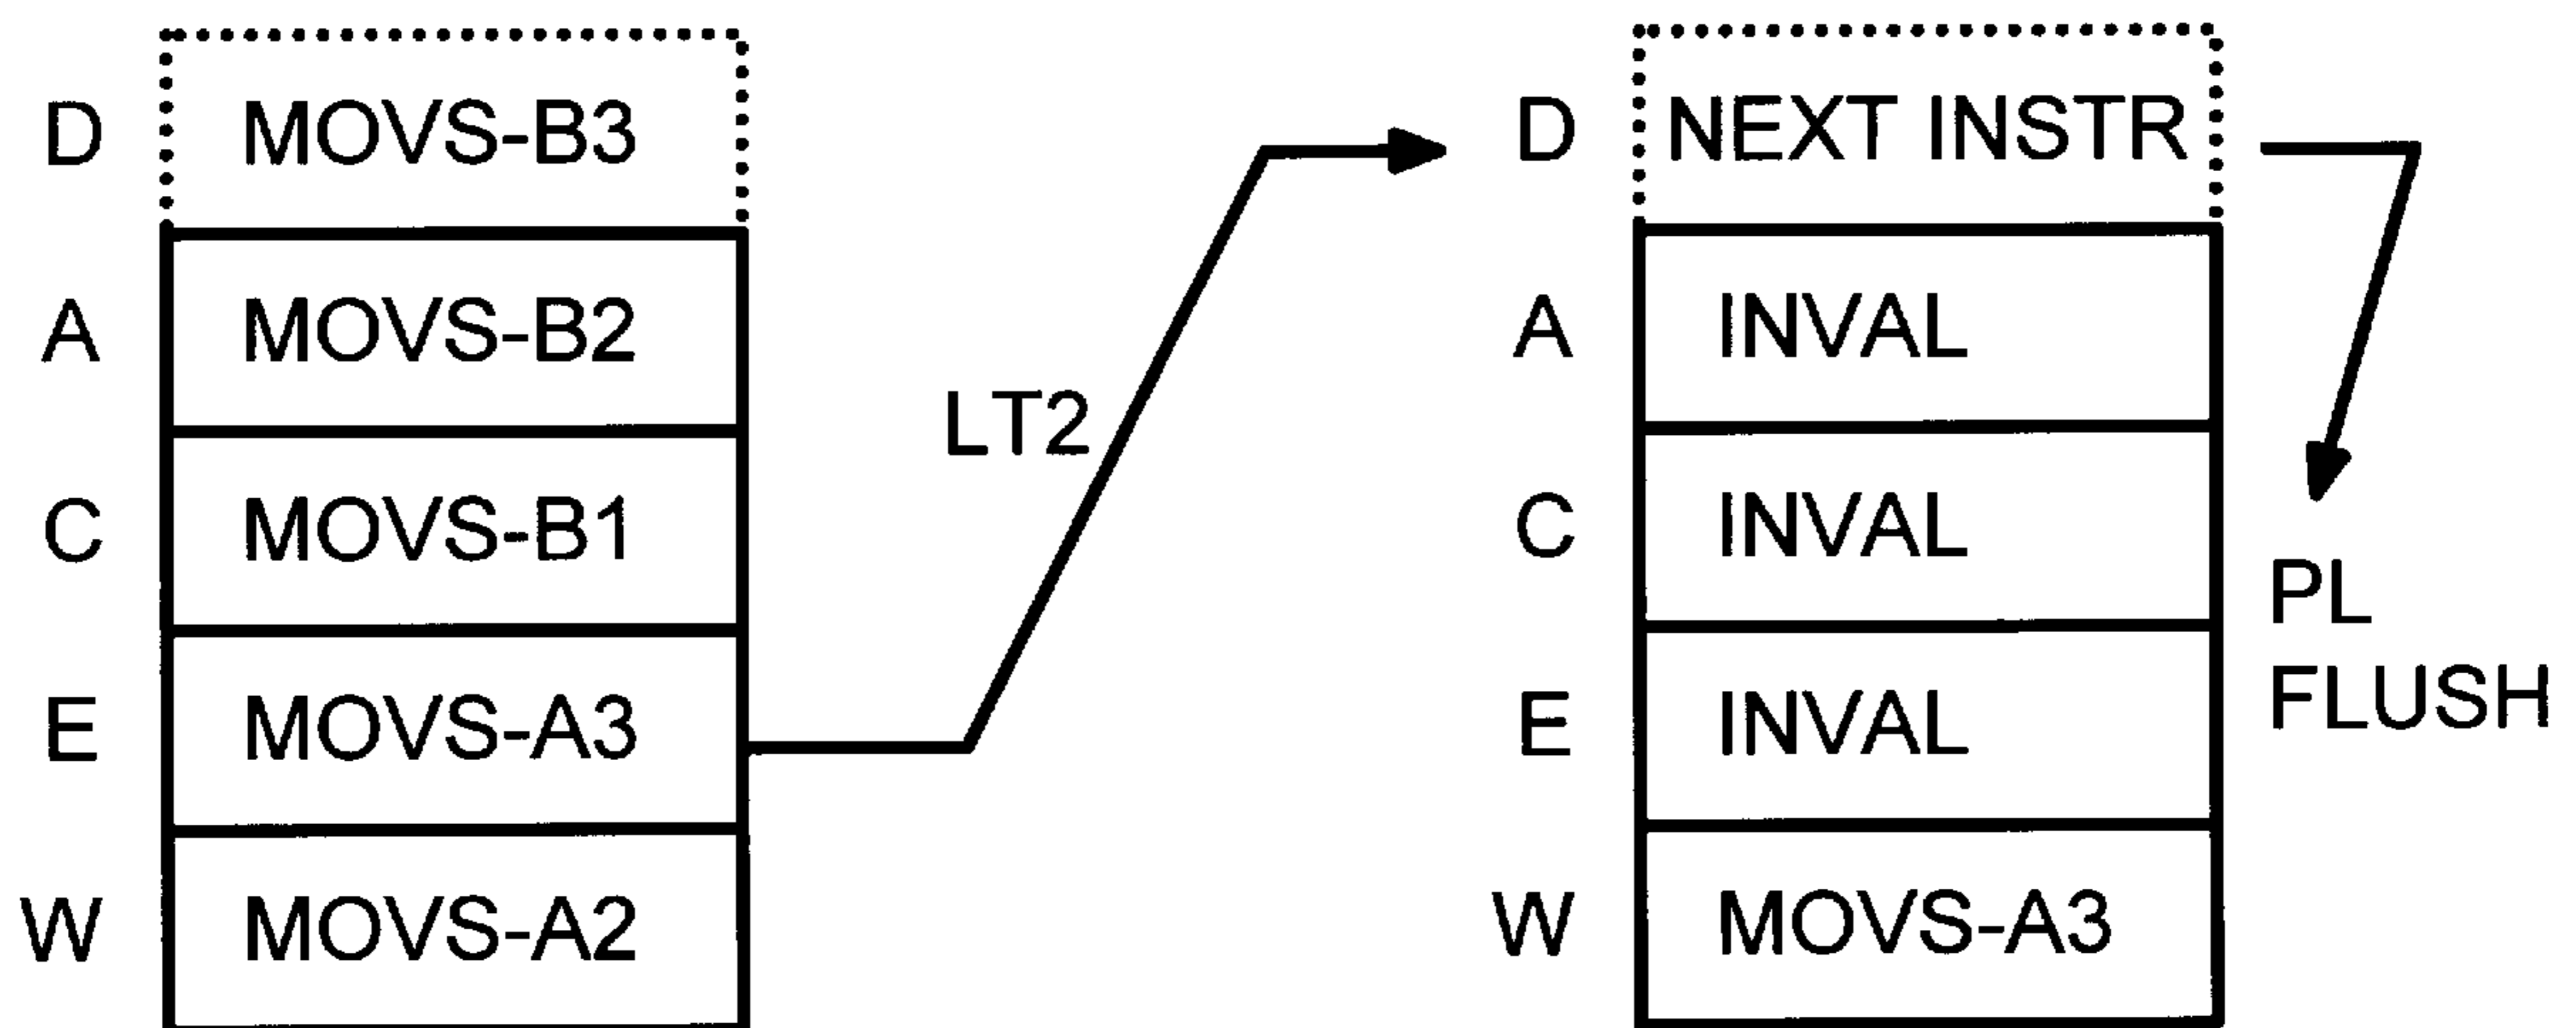 D MOVS-B3
A MOVS-B2
C MOVS-B1
E MOVS-A3
W MOVS-A2
LT2
D NEXT INSTR
A INVAL
C INVAL
E INVAL
W MOVS-A3
PL
FLUSH